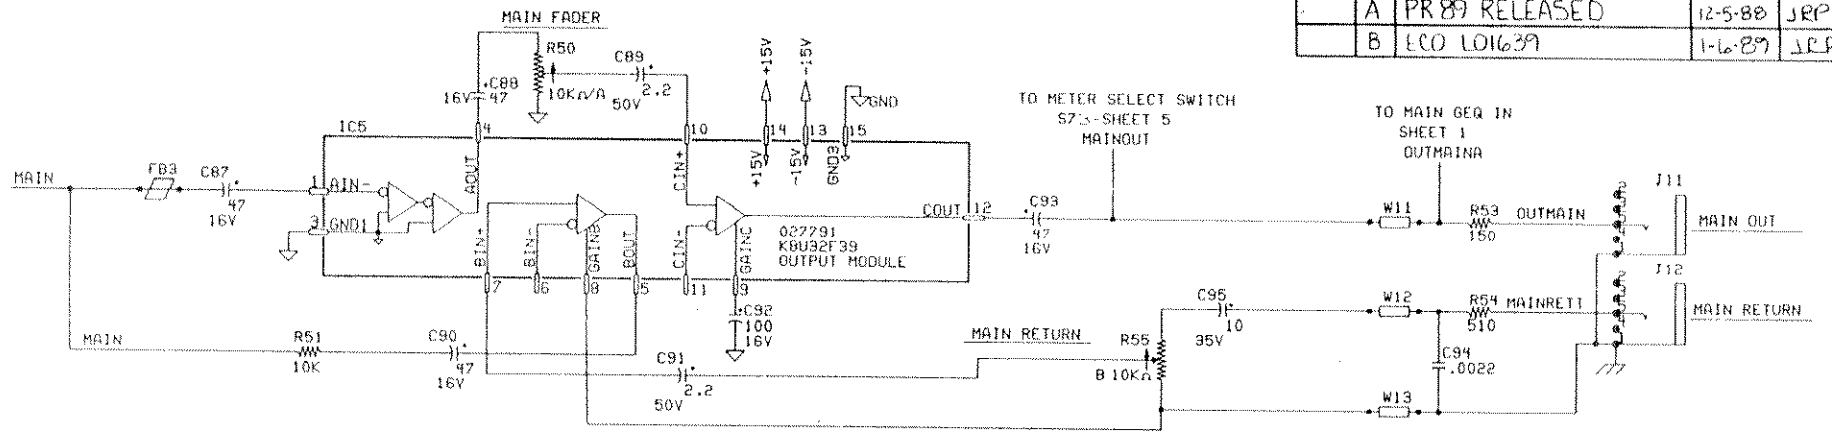 A PR 89 RELEASED 12-5-88 JRP
B ECO LO1639 1-6-89
MAIN FADER
R50
10KΩ/A
C88
47
16V
C89
2.2
50V
+15V
-15V
GND
IC5
4
10
14
13
15
AOUT
CIN+
+15V
-15V
GND3
TO METER SELECT SWITCH
-SHEET 5
MAINOUT
TO MAIN GEQ IN
SHEET 1
OUTMAINA
MAIN
FB3
C87
47
16V
1
AIN-
3
GND1
BIN+
BIN-
GAINB
BOUT
CIN-
GAINC
027791
K8U32F39
OUTPUT MODULE
COUT
12
C93
47
16V
W11
R53
150
OUTMAIN
J11
MAIN OUT
7
6
8
5
11
9
C92
100
16V
MAIN
R51
10K
C90
47
16V
C91
2.2
50V
MAIN RETURN
R55
B 10KΩ
C95
10
35V
W12
R54
510
MAINRETT
J12
MAIN RETURN
C94
.0022
W13